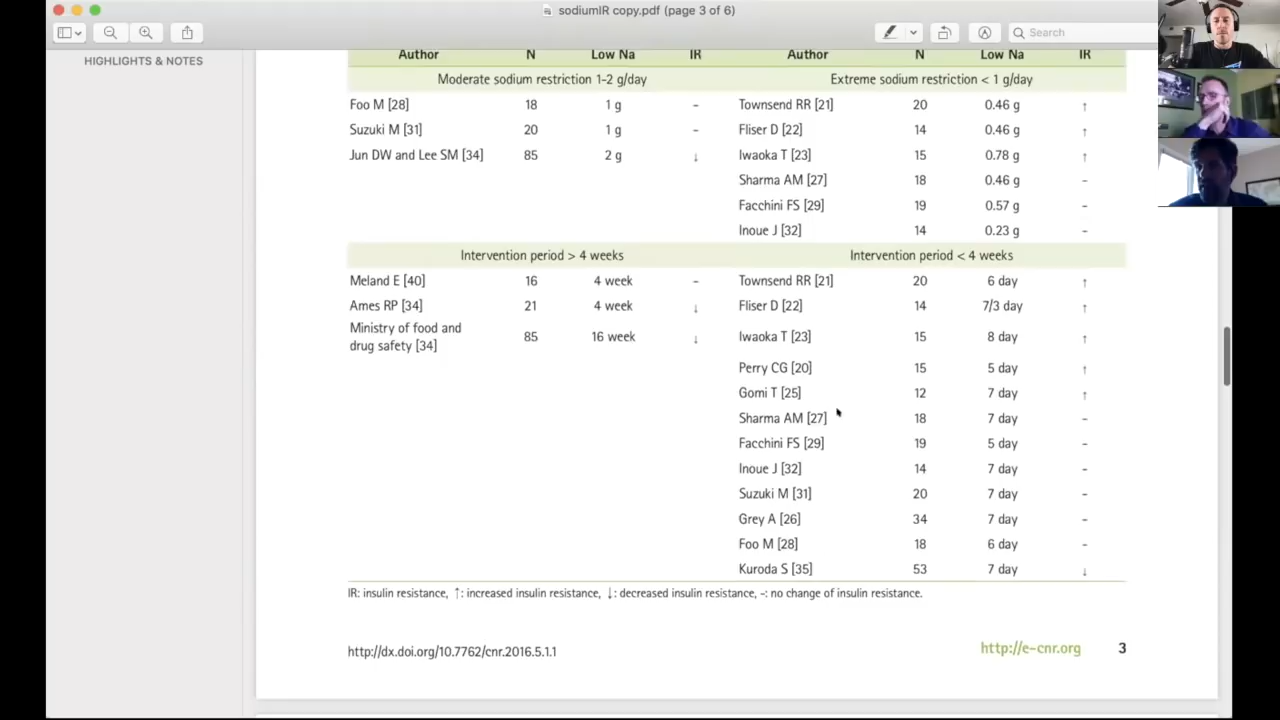 sodiumIR copy.pdf (page 3 of 6)
Search
HIGHLIGHTS & NOTES
Author N Low Na IR Author N Low Na IR
Moderate sodium restriction 1-2 g/day Extreme sodium restriction < 1 g/day
Foo M [28] 18 1 g - Townsend RR [21] 20 0.46 g ↑
Suzuki M [31] 20 1 g - Fliser D [22] 14 0.46 g ↑
Jun DW and Lee SM [34] 85 2 g ↓ Iwaoka T [23] 15 0.78 g ↑
Sharma AM [27] 18 0.46 g -
Facchini FS [29] 19 0.57 g -
Inoue J [32] 14 0.23 g -
Intervention period > 4 weeks Intervention period < 4 weeks
Meland E [40] 16 4 week - Townsend RR [21] 20 6 day ↑
Ames RP [34] 21 4 week ↓ Fliser D [22] 14 7/3 day ↑
Ministry of food and
drug safety [34] 85 16 week ↓ Iwaoka T [23] 15 8 day ↑
Perry CG [20] 15 5 day ↑
Gomi T [25] 12 7 day ↑
Sharma AM [27] 18 7 day -
Facchini FS [29] 19 5 day -
Inoue J [32] 14 7 day -
Suzuki M [31] 20 7 day -
Grey A [26] 34 7 day -
Foo M [28] 18 6 day -
Kuroda S [35] 53 7 day ↓
IR: insulin resistance, ↑: increased insulin resistance, ↓: decreased insulin resistance, -: no change of insulin resistance.
http://dx.doi.org/10.7762/cnr.2016.5.1.1 http://e-cnr.org 3